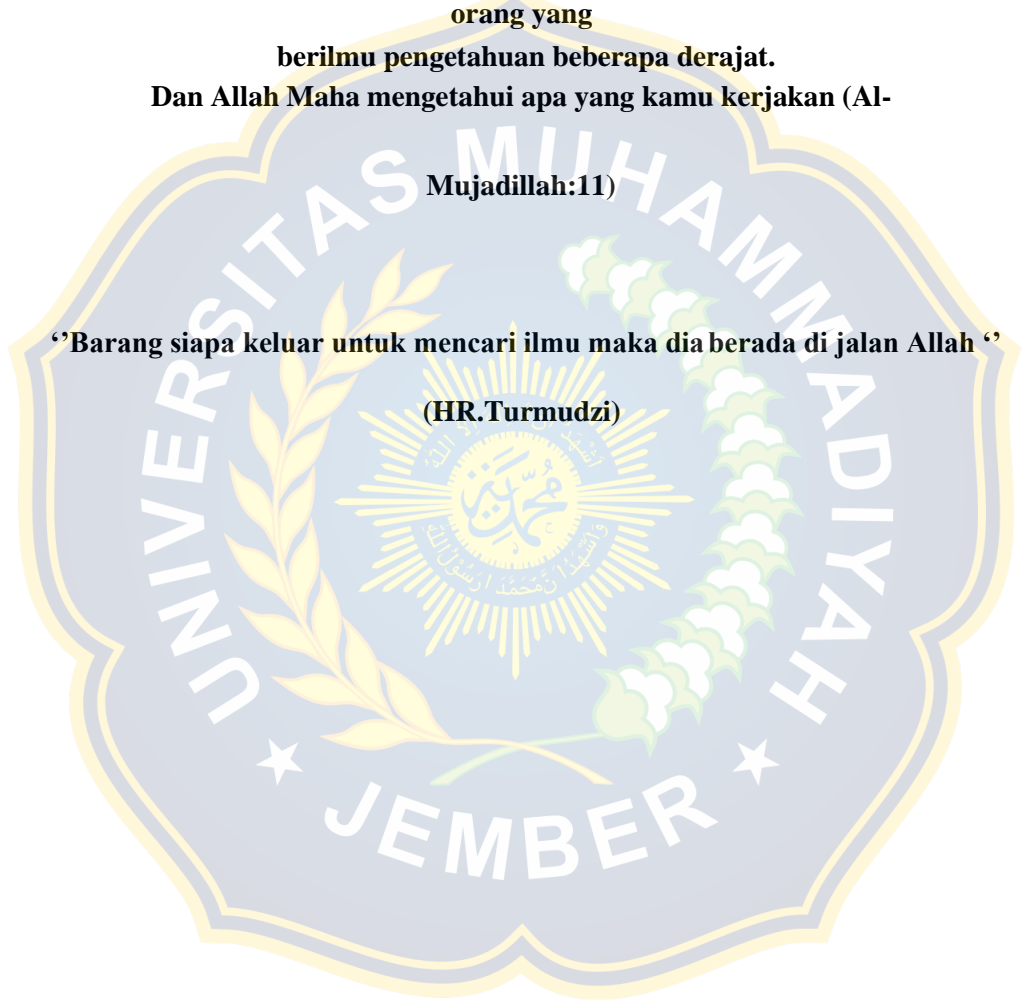 orang yang
berilmu pengetahuan beberapa derajat.
Dan Allah Maha mengetahui apa yang kamu kerjakan (Al-
Mujadillah:11)
‘’Barang siapa keluar untuk mencari ilmu maka dia berada di jalan Allah ‘’
(HR.Turmudzi)
UNIVERSITAS MUHAMMADIYAH
محمدية
JEMBER